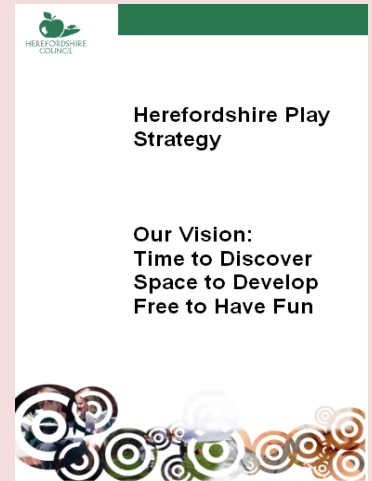 HEREFORDSHIRE
COUNCIL
Herefordshire Play
Strategy
Our Vision:
Time to Discover
Space to Develop
Free to Have Fun